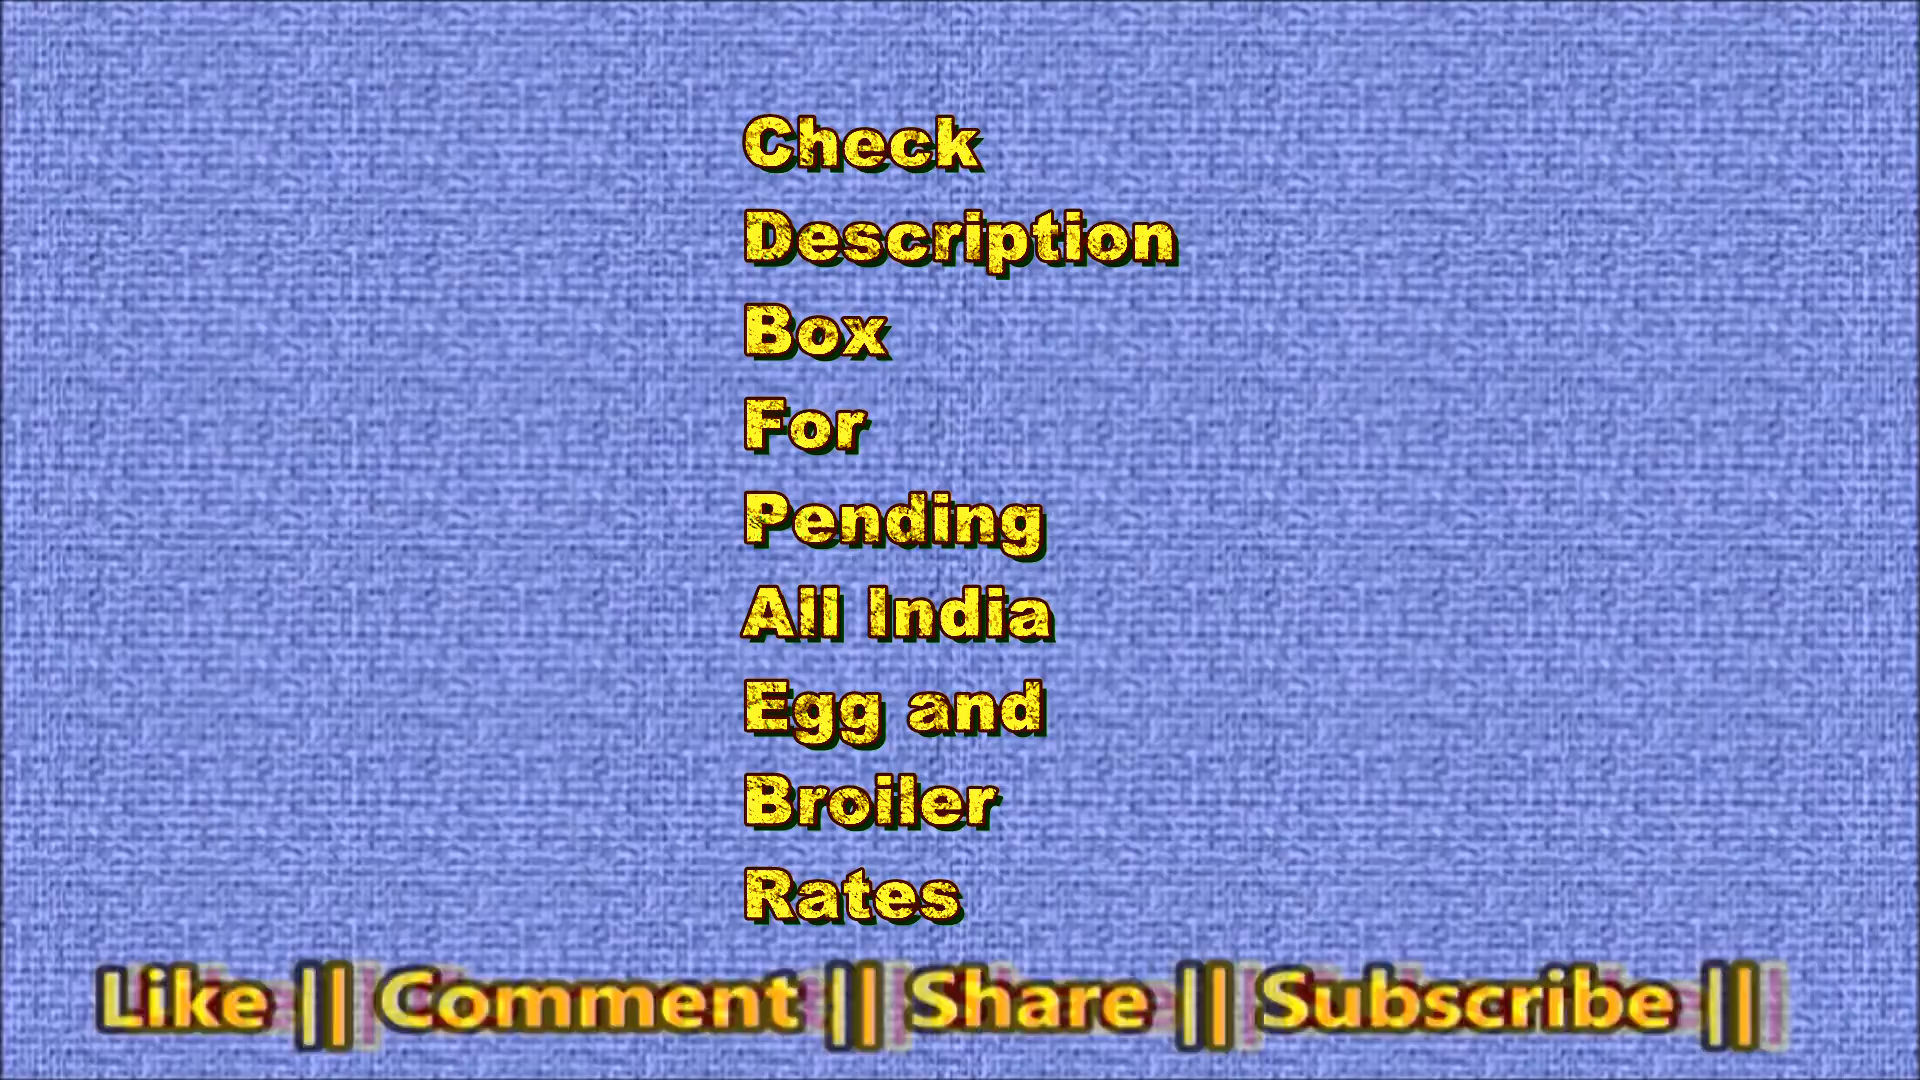 Check
Description
Box
For
Pending
All India
Egg and
Broiler
Rates
Like || Comment || Share || Subscribe ||